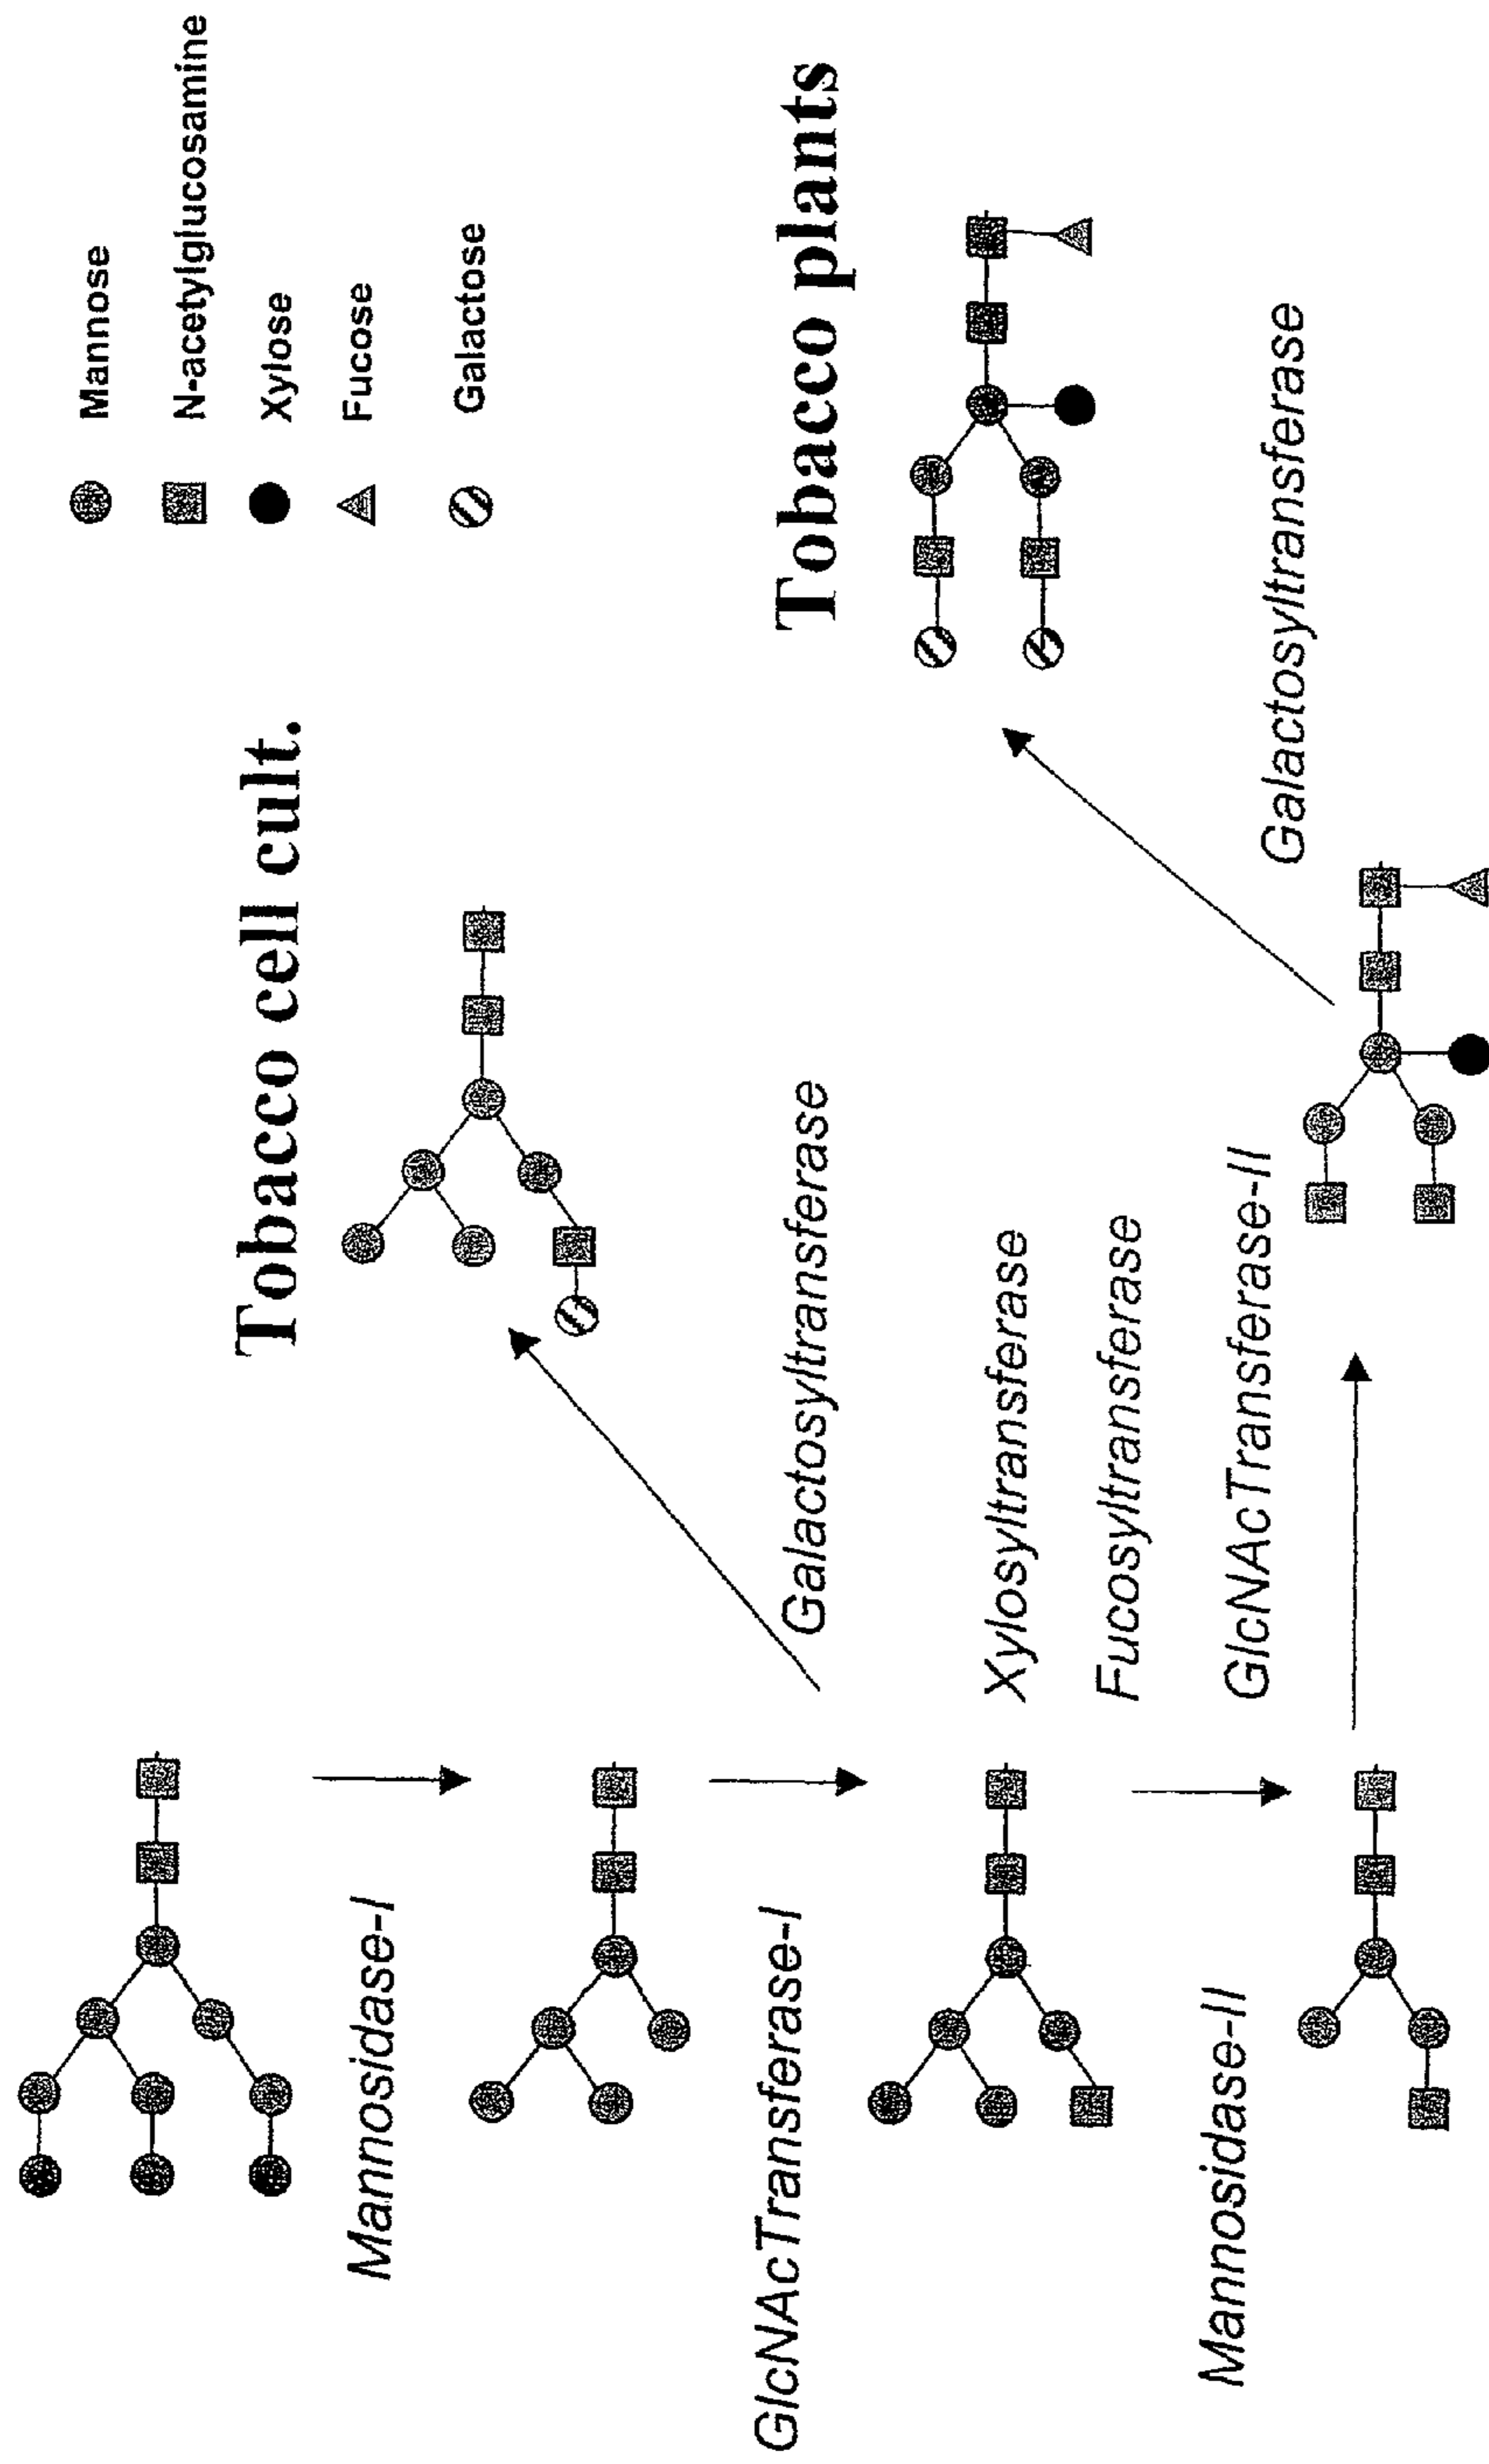 Mannosidase-I
GlcNAcTransferase-I
Mannosidase-II
Tobacco cell cult.
Galactosyltransferase
Xylosyltransferase
Fucosyltransferase
GlcNAcTransferase-II
Mannose
N-acetylglucosamine
Xylose
Fucose
Galactose
Tobacco plants
Galactosyltransferase